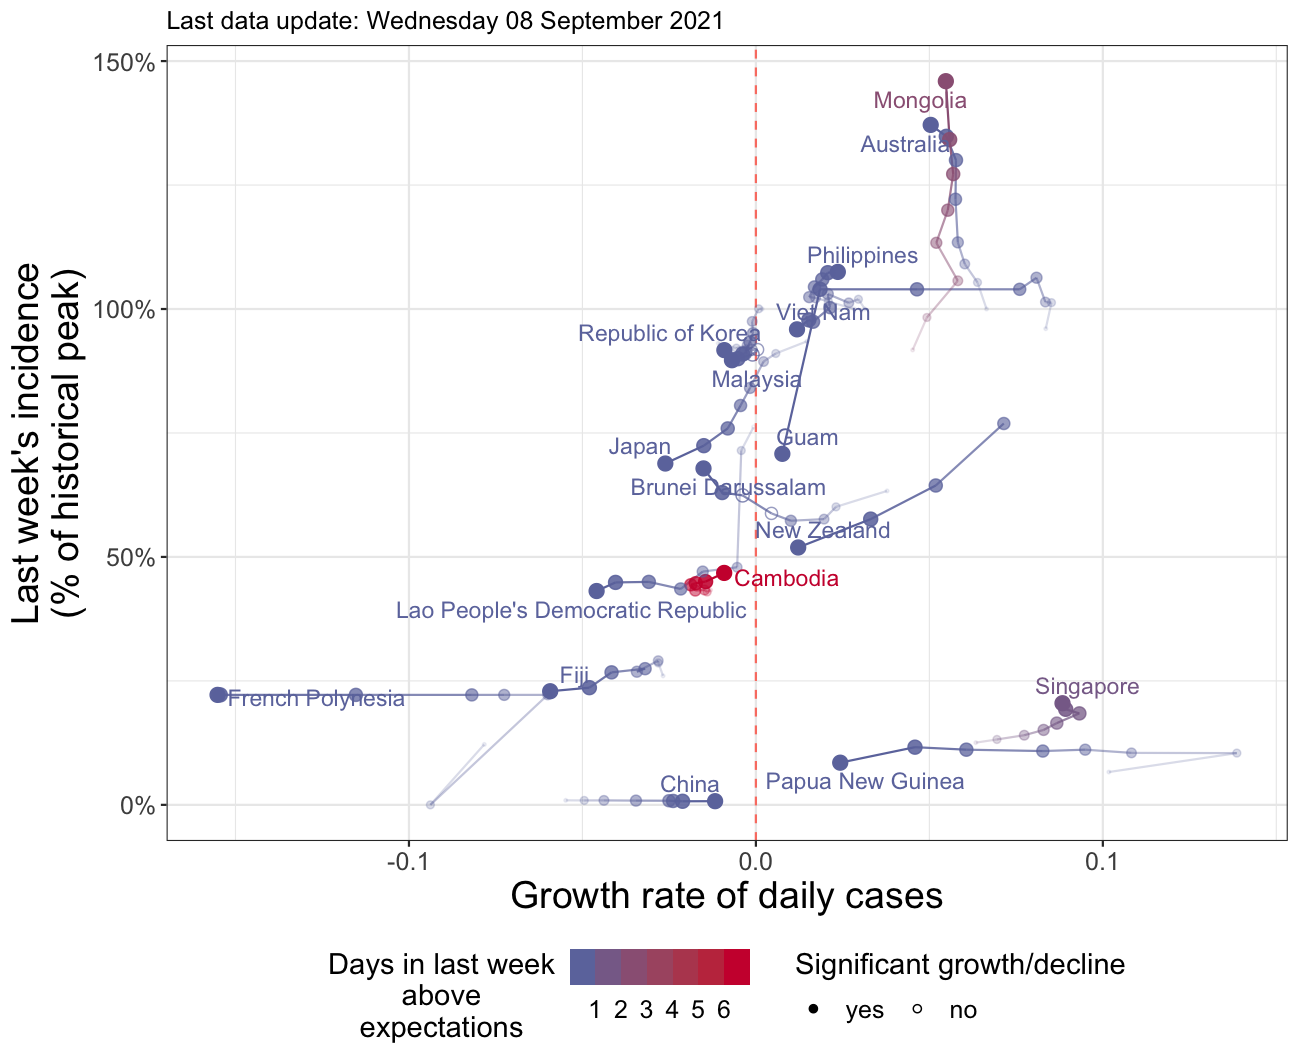 Last data update: Wednesday 08 September 2021
150%
100%
50%
0%
Last week's incidence
(% of historical peak)
Mongolia
Australia
Philippines
Viet Nam
Republic of Korea
Malaysia
Japan
Guam
Brunei Darussalam
New Zealand
Cambodia
Lao People's Democratic Republic
Fiji
French Polynesia
Singapore
China
Papua New Guinea
-0.1
0.0
0.1
Growth rate of daily cases
Days in last week
above
expectations
1 2 3 4 5 6
Significant growth/decline
yes no